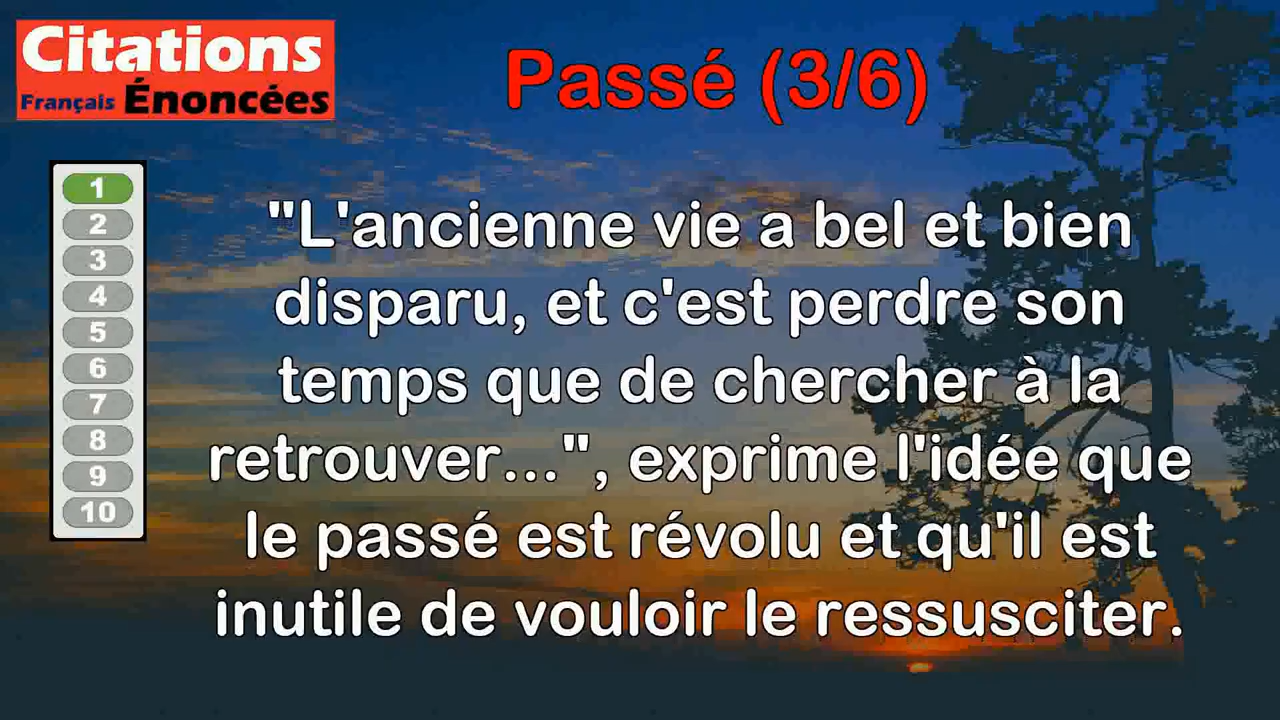 Citations
Français Énoncées
Passé (3/6)
1
2
3
4
5
6
7
8
9
10
"L'ancienne vie a bel et bien
disparu, et c'est perdre son
temps que de chercher à la
retrouver...", exprime l'idée que
le passé est révolu et qu'il est
inutile de vouloir le ressusciter.